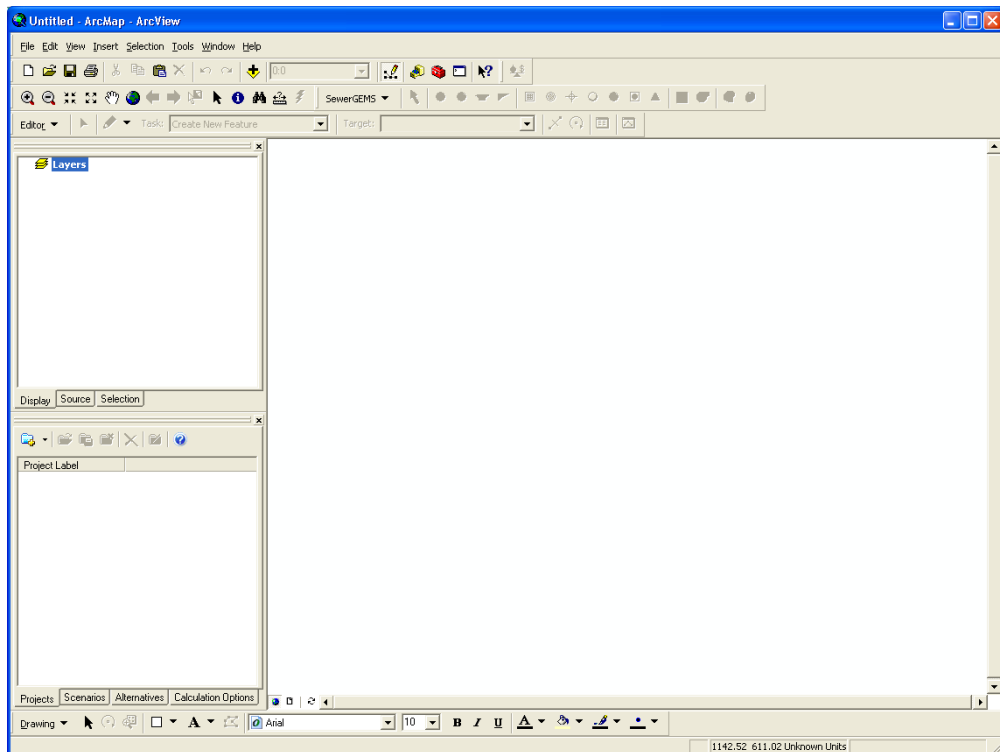 Untitled - ArcMap - ArcView
File Edit View Insert Selection Tools Window Help
0:0
SewerGEMS
Editor Task: Create New Feature Target:
Layers
Display Source Selection
Project Label
Projects Scenarios Alternatives Calculation Options
Drawing A Arial 10 B I U A
1142.52 611.02 Unknown Units